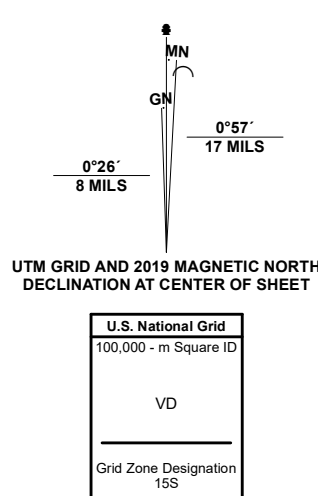 MN
GN
0°57´
17 MILS
0°26´
8 MILS
UTM GRID AND 2019 MAGNETIC NORTH
DECLINATION AT CENTER OF SHEET
U.S. National Grid
100,000 - m Square ID
VD
Grid Zone Designation
15S